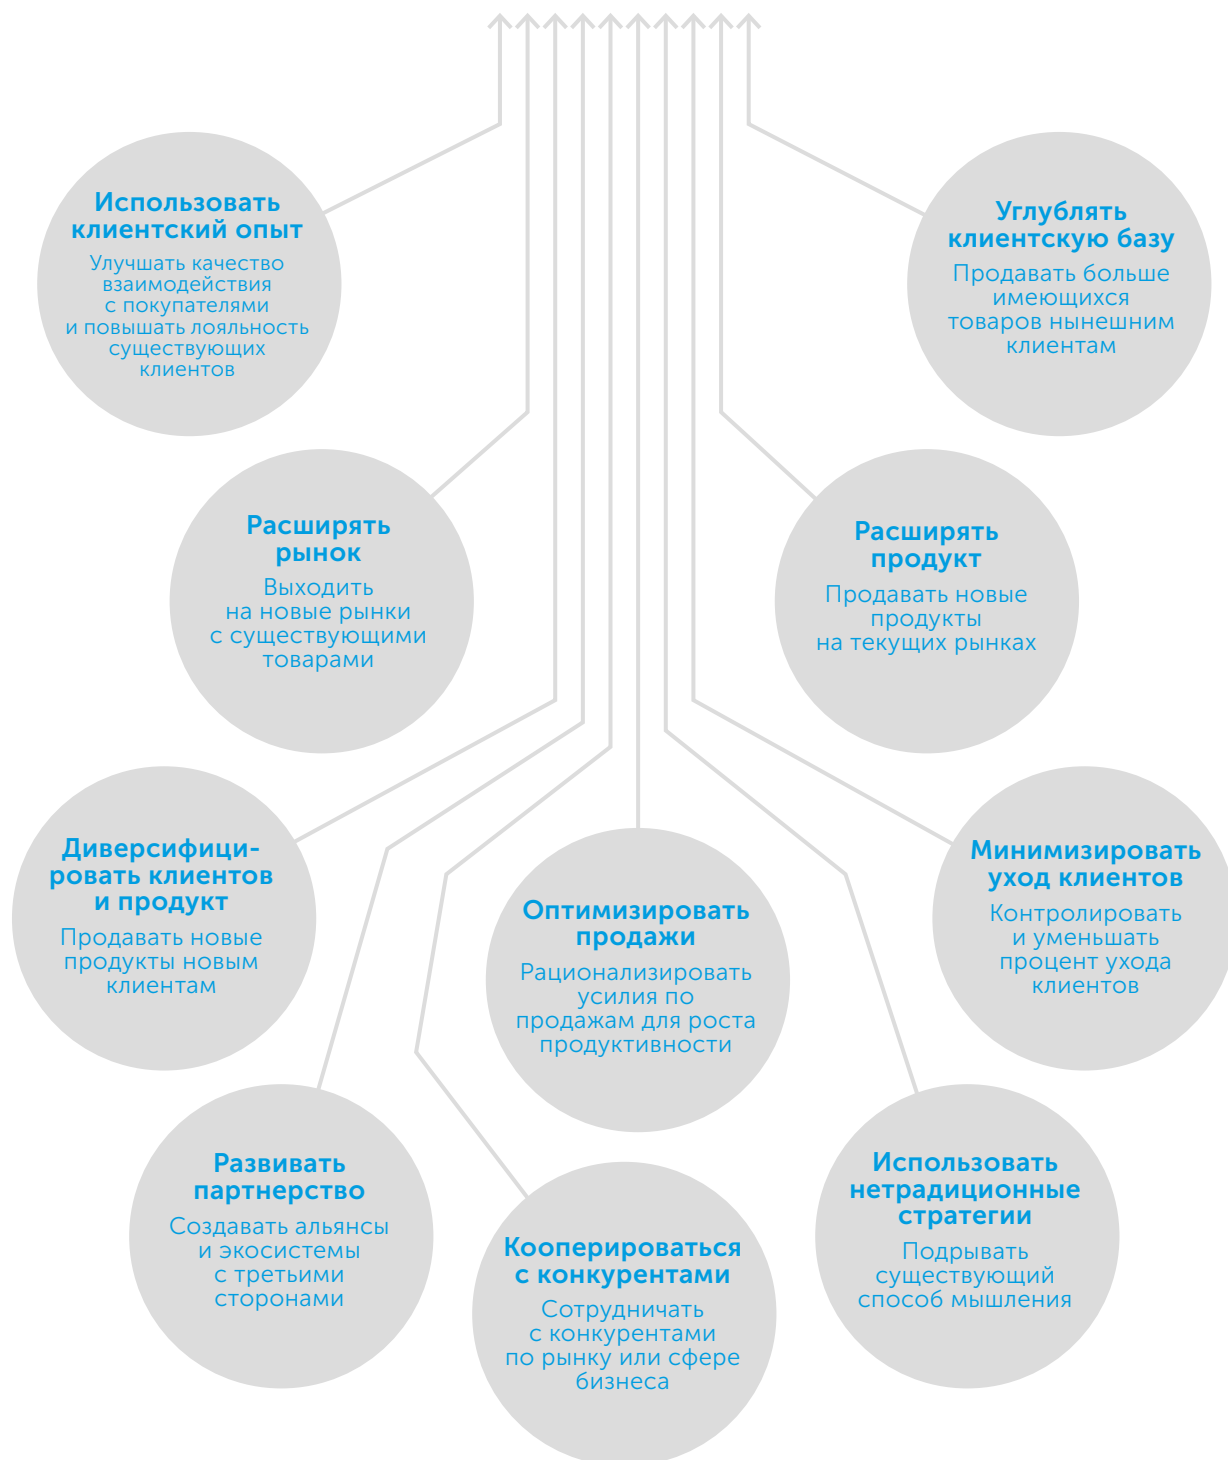 Использовать
клиентский опыт
Улучшать качество
взаимодействия
с покупателями
и повышать лояльность
существующих
клиентов
Углублять
клиентскую базу
Продавать больше
имеющихся
товаров нынешним
клиентам
Расширять
рынок
Выходить
на новые рынки
с существующими
товарами
Расширять
продукт
Продавать новые
продукты
на текущих рынках
Диверсифици-
ровать клиентов
и продукт
Продавать новые
продукты новым
клиентам
Оптимизировать
продажи
Рационализировать
усилия по
продажам для роста
продуктивности
Минимизировать
уход клиентов
Контролировать
и уменьшать
процент ухода
клиентов
Развивать
партнерство
Создавать альянсы
и экосистемы
с третьими
сторонами
Кооперироваться
с конкурентами
Сотрудничать
с конкурентами
по рынку или сфере
бизнеса
Использовать
нетрадиционные
стратегии
Подрывать
существующий
способ мышления